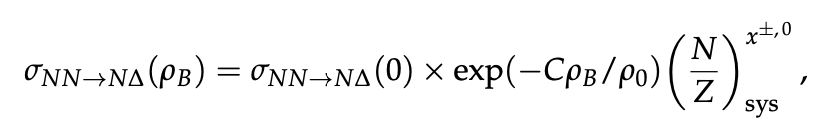 σ_{NN→NΔ}(ρ_B) = σ_{NN→NΔ}(0) × exp(−Cρ_B/ρ_0)(N/Z)_{sys}^{x^{±,0}},